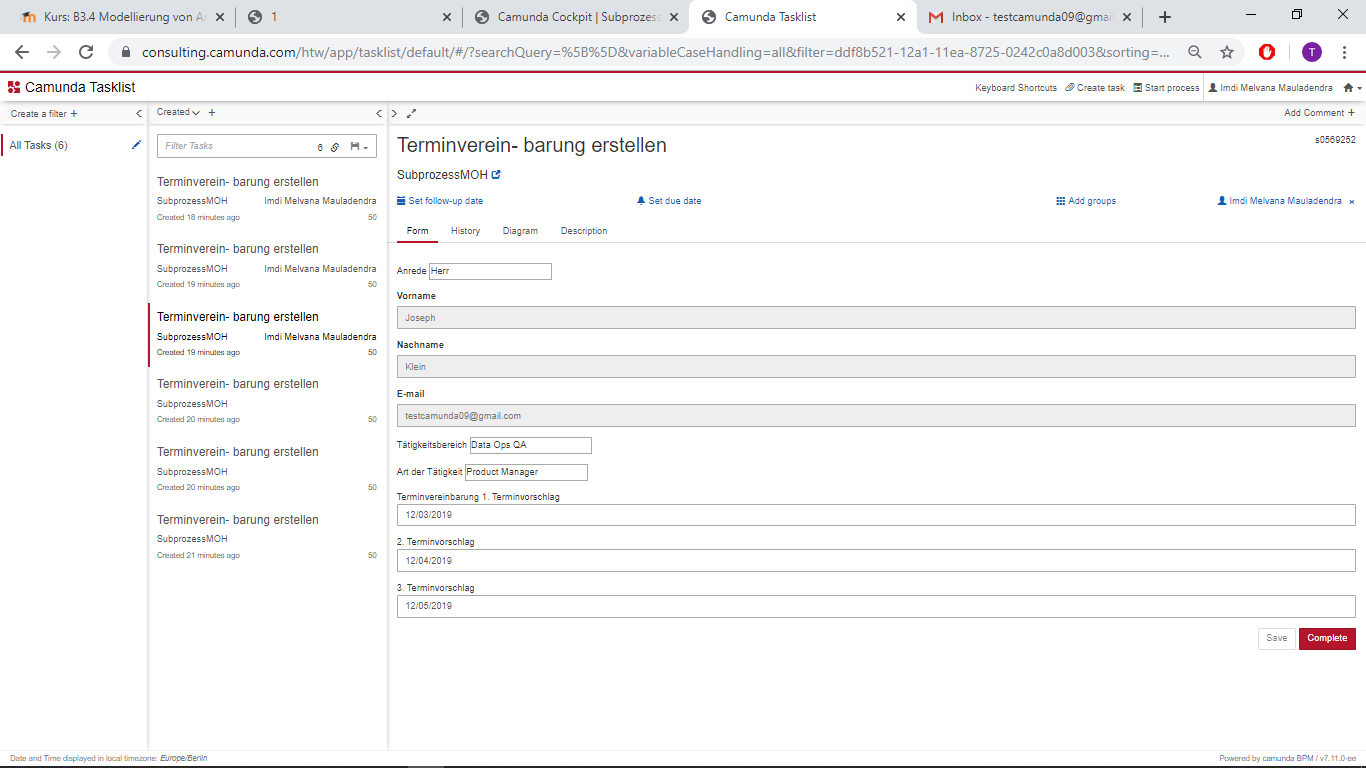 Kurs: B3.4 Modellierung von A
1
Camunda Cockpit | Subprozess
Camunda Tasklist
Inbox - testcamunda09@gmai
consulting.camunda.com/htw/app/tasklist/default/#/?searchQuery=%5B%5D&variableCaseHandling=all&filter=ddf8b521-12a1-11ea-8725-0242c0a8d003&sorting=...
T
Camunda Tasklist
Keyboard Shortcuts
Create task
Start process
Imdi Melvana Mauladendra
Create a filter +
Created
Add Comment +
All Tasks (6)
Filter Tasks
6
Terminverein- barung erstellen
SubprozessMOH Imdi Melvana Mauladendra
Created 18 minutes ago 50
Terminverein- barung erstellen
SubprozessMOH Imdi Melvana Mauladendra
Created 19 minutes ago 50
Terminverein- barung erstellen
SubprozessMOH Imdi Melvana Mauladendra
Created 19 minutes ago 50
Terminverein- barung erstellen
SubprozessMOH
Created 20 minutes ago 50
Terminverein- barung erstellen
SubprozessMOH
Created 20 minutes ago 50
Terminverein- barung erstellen
SubprozessMOH
Created 21 minutes ago 50
Terminverein- barung erstellen
s0569252
SubprozessMOH
Set follow-up date
Set due date
Add groups
Imdi Melvana Mauladendra ×
Form
History
Diagram
Description
Anrede Herr
Vorname
Joseph
Nachname
Klein
E-mail
testcamunda09@gmail.com
Tätigkeitsbereich Data Ops QA
Art der Tätigkeit Product Manager
Terminvereinbarung 1. Terminvorschlag
12/03/2019
2. Terminvorschlag
12/04/2019
3. Terminvorschlag
12/05/2019
Save
Complete
Date and Time displayed in local timezone: Europe/Berlin
Powered by camunda BPM / v7.11.0-ee